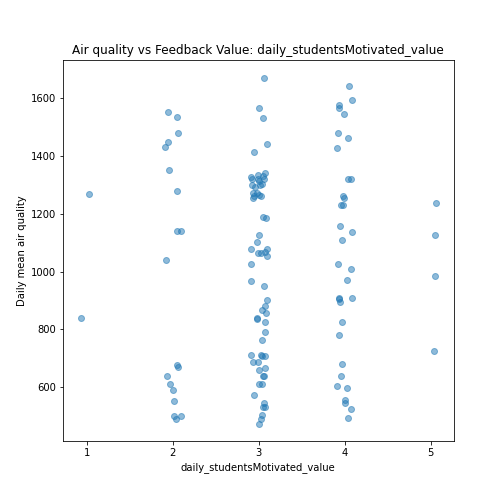 Air quality vs Feedback Value: daily_studentsMotivated_value
Daily mean air quality
1600
1400
1200
1000
800
600
1 2 3 4 5
daily_studentsMotivated_value